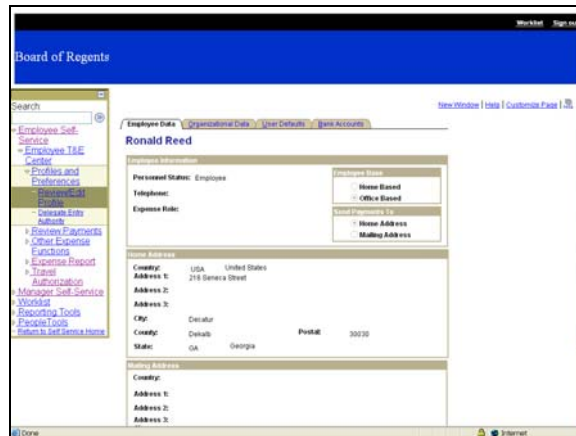 Worklist Sign ou
Board of Regents
New Window | Help | Customize Page |
Search
Employee Self-
Service
Employee T&E
Center
Profiles and
Preferences
Review/Edit
Profile
Delegate Entry
Authority
Review Payments
Other Expense
Functions
Expense Report
Travel
Authorization
Manager Self-Service
Worklist
Reporting Tools
PeopleTools
Return to Self Service Home
Employee Data Organizational Data User Defaults Bank Accounts
Ronald Reed
Employee Information
Personnel Status: Employee
Telephone:
Expense Role:
Employee Base
Home Based
Office Based
Send Payments To
Home Address
Mailing Address
Home Address
Country: USA United States
Address 1: 216 Seneca Street
Address 2:
Address 3:
City: Decatur
County: Dekalb Postal: 30030
State: GA Georgia
Mailing Address
Country:
Address 1:
Address 2:
Address 3:
Done Internet